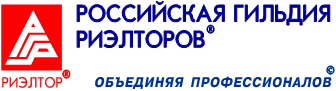 РОССИЙСКАЯ ГИЛЬДИЯ
РИЭЛТОРОВ®
РИЭЛТОР®
ОБЪЕДИНЯЯ ПРОФЕССИОНАЛОВ©